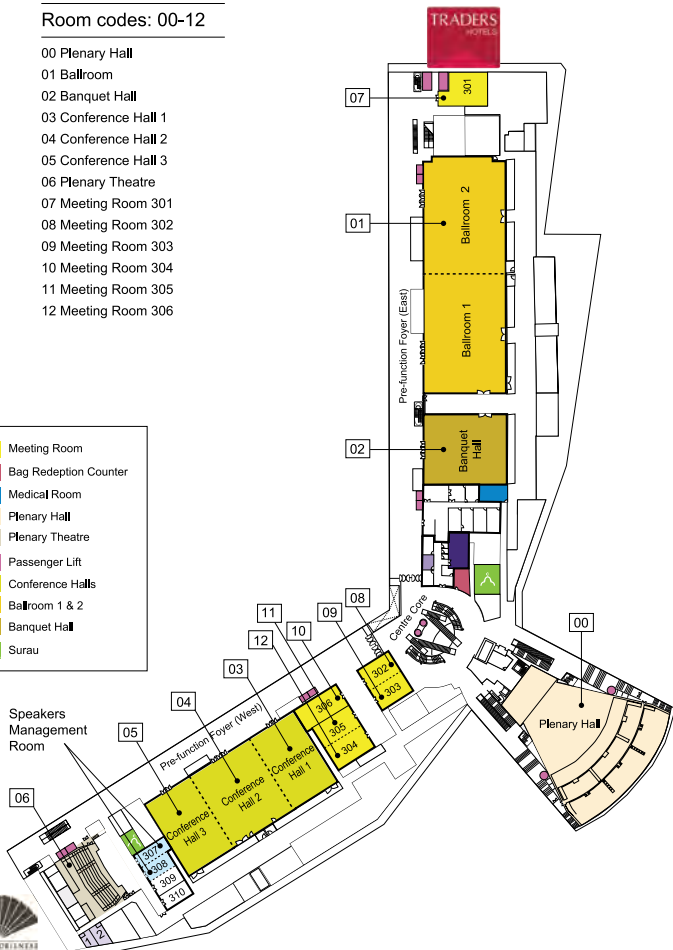 Room codes: 00-12
00 Plenary Hall
01 Ballroom
02 Banquet Hall
03 Conference Hall 1
04 Conference Hall 2
05 Conference Hall 3
06 Plenary Theatre
07 Meeting Room 301
08 Meeting Room 302
09 Meeting Room 303
10 Meeting Room 304
11 Meeting Room 305
12 Meeting Room 306
TRADERS
HOTELS
07
301
01
Ballroom 2
Ballroom 1
Pre-function Foyer (East)
02
Banquet
Hall
Meeting Room
Bag Redeption Counter
Medical Room
Plenary Hall
Plenary Theatre
Passenger Lift
Conference Halls
Ballroom 1 & 2
Banquet Hall
Surau
Centre Core
00
Plenary Hall
08
09
10
11
12
302
303
306
305
304
03
04
05
06
Pre-function Foyer (West)
Conference
Hall 1
Conference
Hall 2
Conference
Hall 3
Speakers
Management
Room
307
308
309
310
1
2